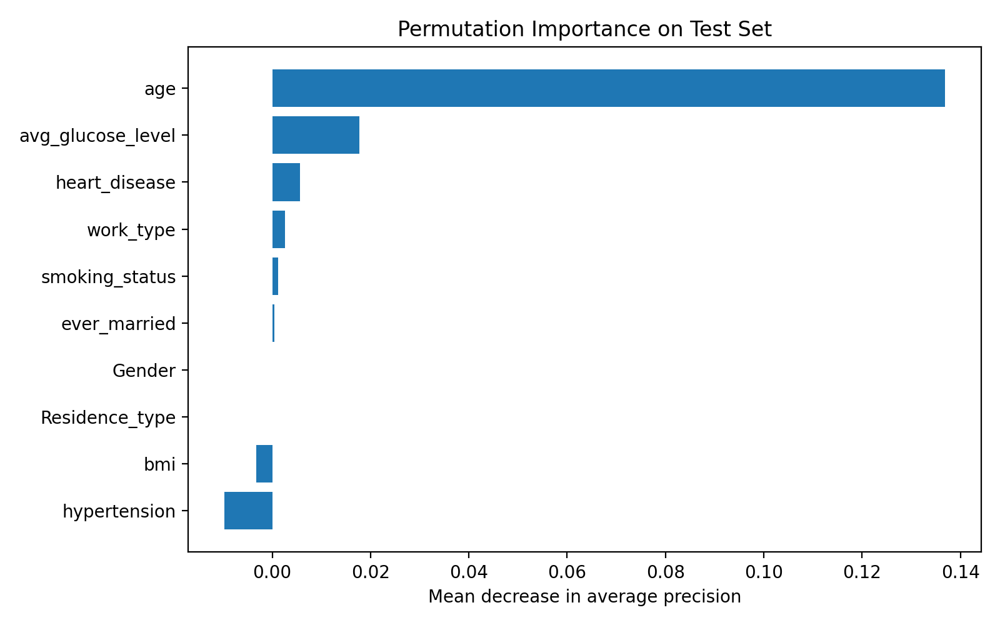 Permutation Importance on Test Set
age
avg_glucose_level
heart_disease
work_type
smoking_status
ever_married
Gender
Residence_type
bmi
hypertension
0.00 0.02 0.04 0.06 0.08 0.10 0.12 0.14
Mean decrease in average precision